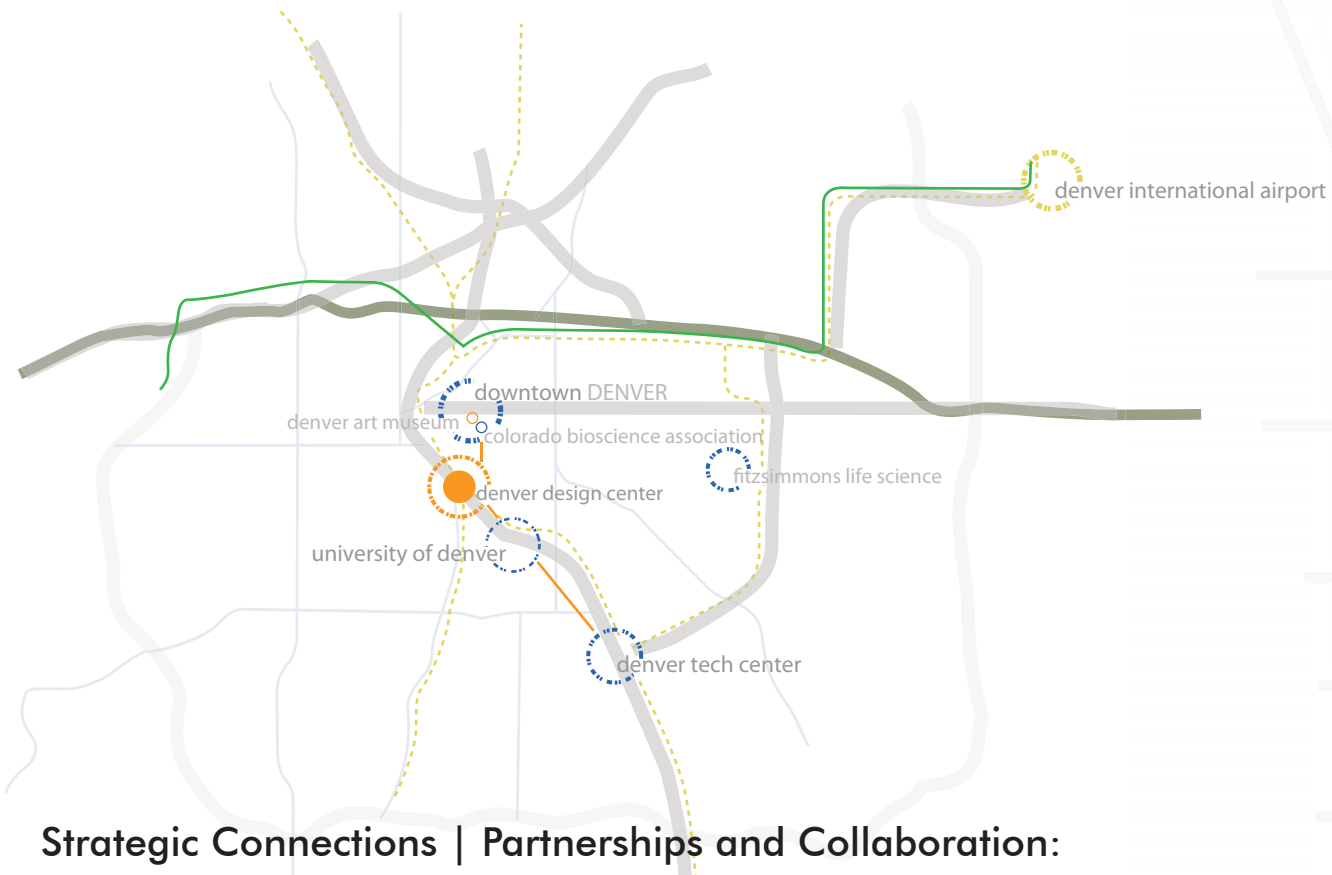 denver international airport
downtown DENVER
denver art museum
colorado bioscience association
fitzsimmons life science
denver design center
university of denver
denver tech center
Strategic Connections | Partnerships and Collaboration: